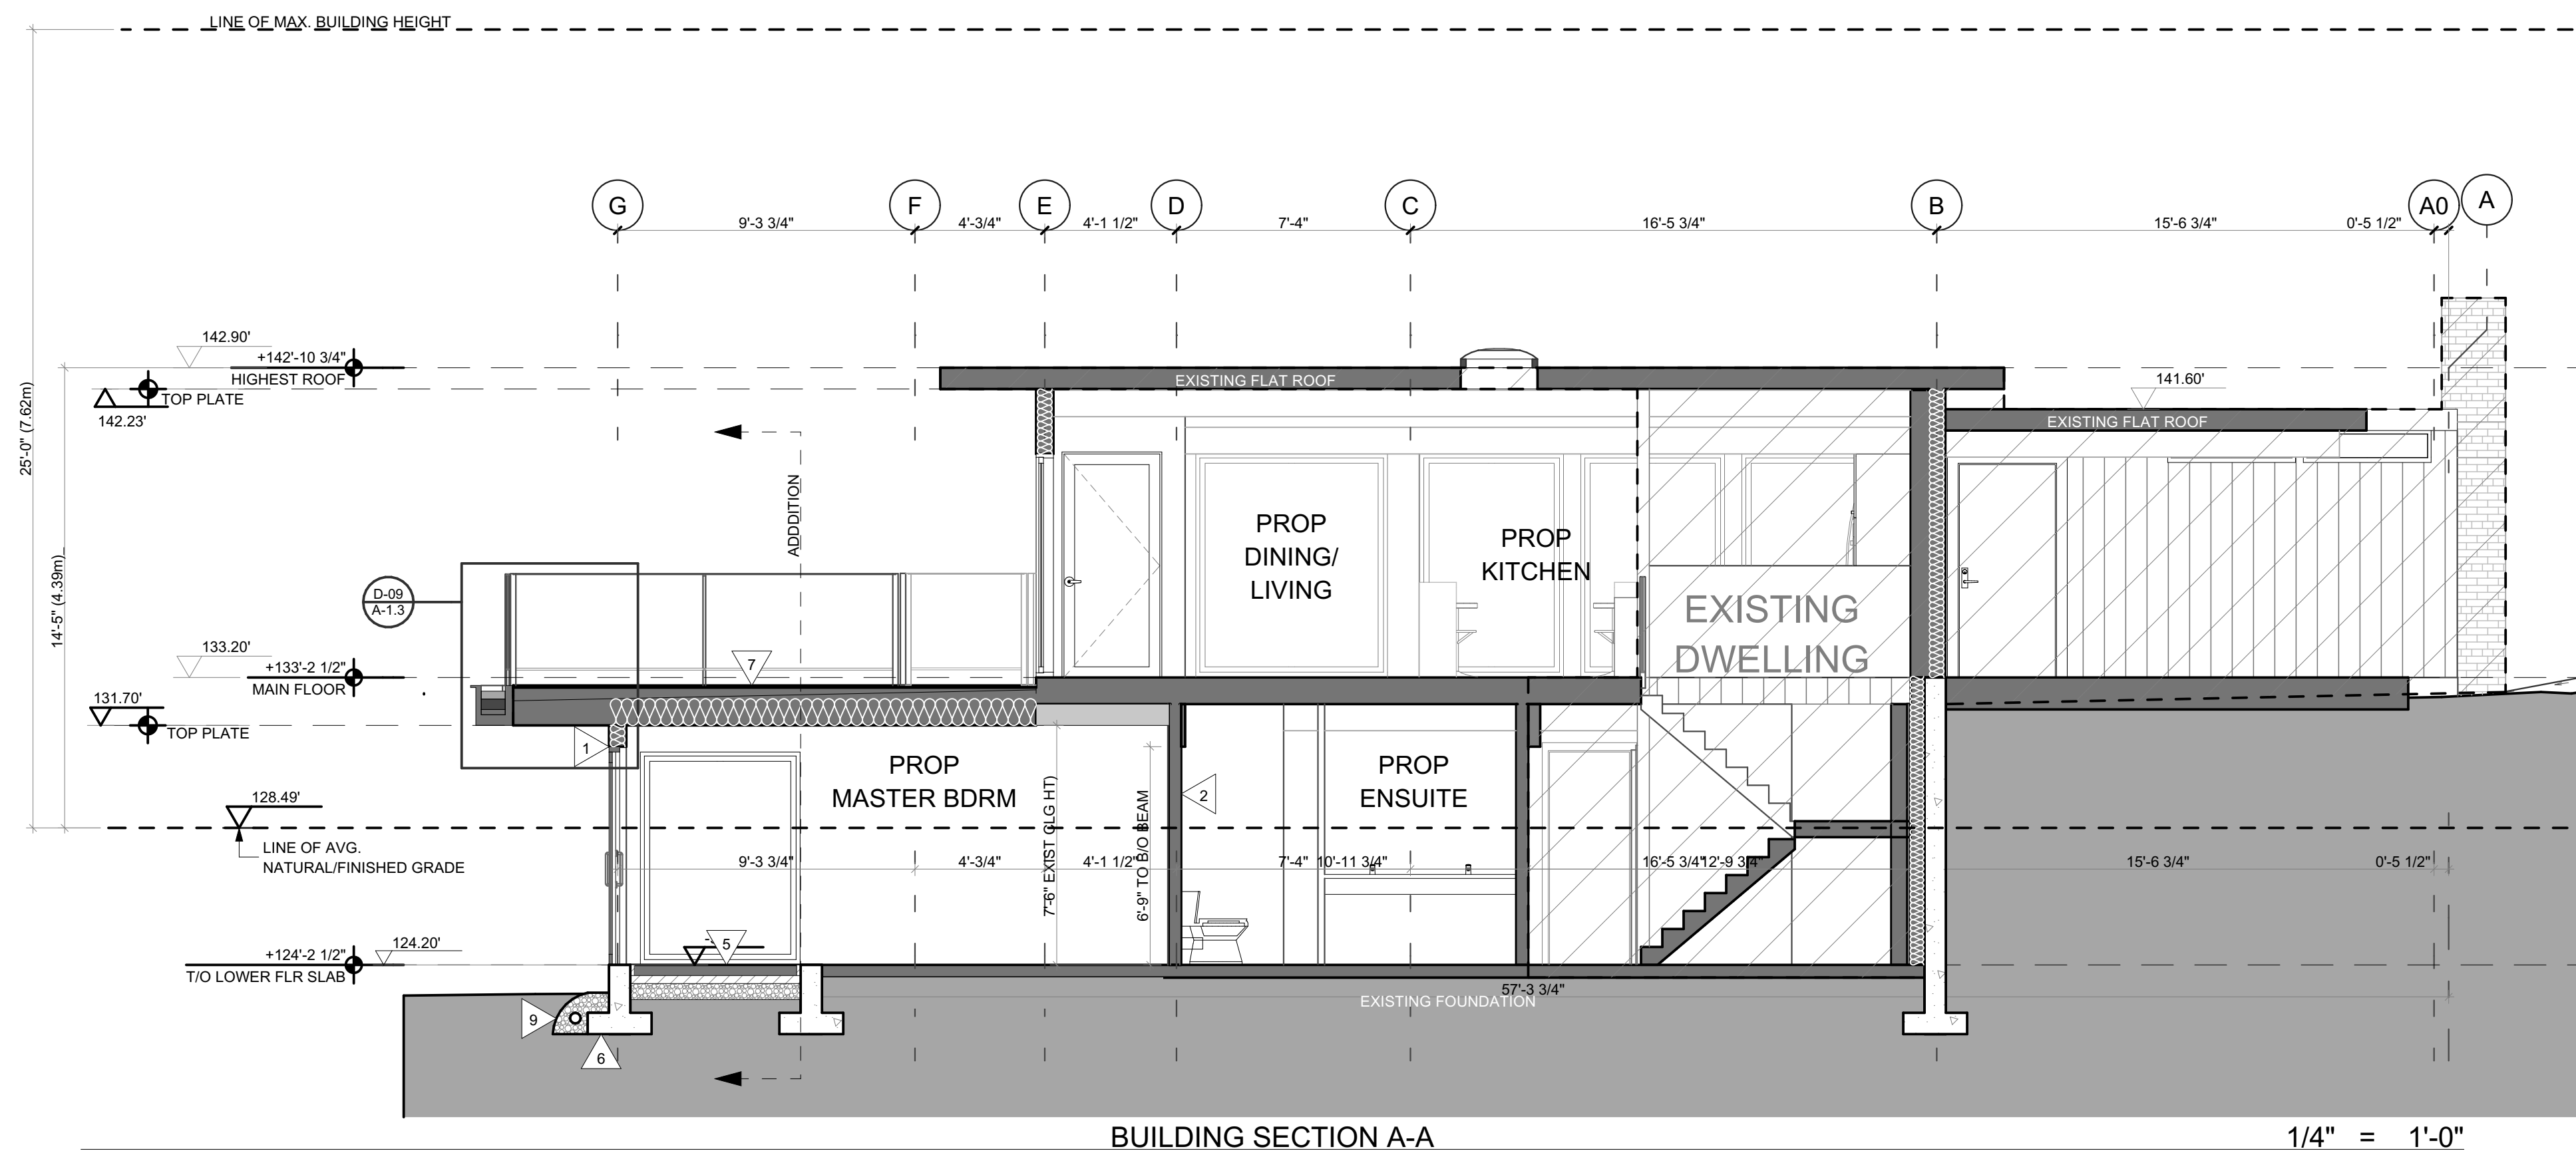 LINE OF MAX. BUILDING HEIGHT
G
F
E
D
C
B
A0
A
9'-3 3/4"
4'-3/4"
4'-1 1/2"
7'-4"
16'-5 3/4"
15'-6 3/4"
0'-5 1/2"
142.90'
+142'-10 3/4"
HIGHEST ROOF
TOP PLATE
142.23'
25'-0" (7.62m)
14'-5" (4.39m)
EXISTING FLAT ROOF
141.60'
EXISTING FLAT ROOF
ADDDITION
PROP
DINING/
LIVING
PROP
KITCHEN
EXISTING
DWELLING
D-09
A-1.3
133.20'
+133'-2 1/2"
MAIN FLOOR
7
131.70'
TOP PLATE
1
PROP
MASTER BDRM
PROP
ENSUITE
2
128.49'
LINE OF AVG.
NATURAL/FINISHED GRADE
7'-6" EXIST CLG HT)
6'-9" TO B/O BEAM
9'-3 3/4"
4'-3/4"
4'-1 1/2"
7'-4"
10'-11 3/4"
16'-5 3/4"
12'-9 3/4"
15'-6 3/4"
0'-5 1/2"
+124'-2 1/2"
124.20'
T/O LOWER FLR SLAB
5
57'-3 3/4"
EXISTING FOUNDATION
9
6
BUILDING SECTION A-A
1/4" = 1'-0"